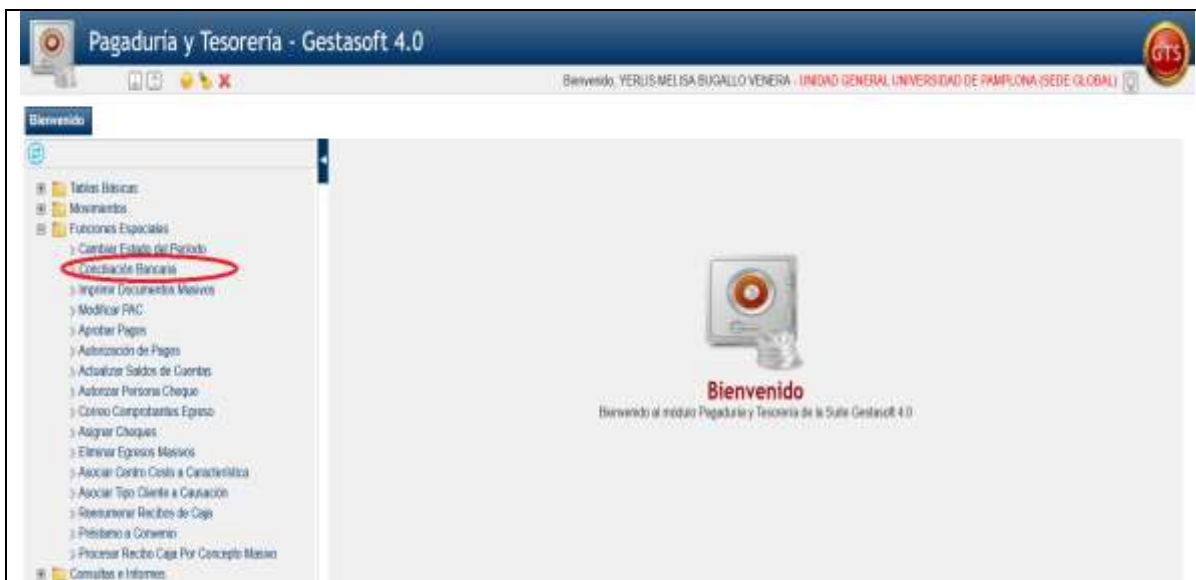 Pagaduría y Tesorería - Gestasoft 4.0
GTS
Bienvenido, YERLIS MELISA BUGALLO VENERA - UNIDAD GENERAL UNIVERSIDAD DE PAMPLONA (SEDE GLOBAL)
Bienvenido
Tablas Básicas
Movimientos
Funciones Especiales
Cambiar Estado del Período
Conciliación Bancaria
Imprimir Documentos Masivos
Modificar PAC
Aprobar Pagos
Autorización de Pagos
Actualizar Saldos de Cuentas
Autorizar Persona Cheque
Correo Comprobantes Egreso
Asignar Cheques
Eliminar Egresos Masivos
Asociar Centro Costo a Característica
Asociar Tipo Cliente a Causación
Reenumerar Recibos de Caja
Préstamo a Convenio
Procesar Recibo Caja Por Concepto Masivo
Consultas e Informes
Bienvenido
Bienvenido al módulo Pagaduría y Tesorería de la Suite Gestasoft 4.0